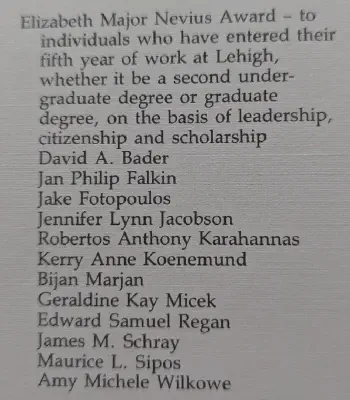 Elizabeth Major Nevius Award – to
individuals who have entered their
fifth year of work at Lehigh,
whether it be a second under-
graduate degree or graduate
degree, on the basis of leadership,
citizenship and scholarship
David A. Bader
Jan Philip Falkin
Jake Fotopoulos
Jennifer Lynn Jacobson
Robertos Anthony Karahannas
Kerry Anne Koenemund
Bijan Marjan
Geraldine Kay Micek
Edward Samuel Regan
James M. Schray
Maurice L. Sipos
Amy Michele Wilkowe